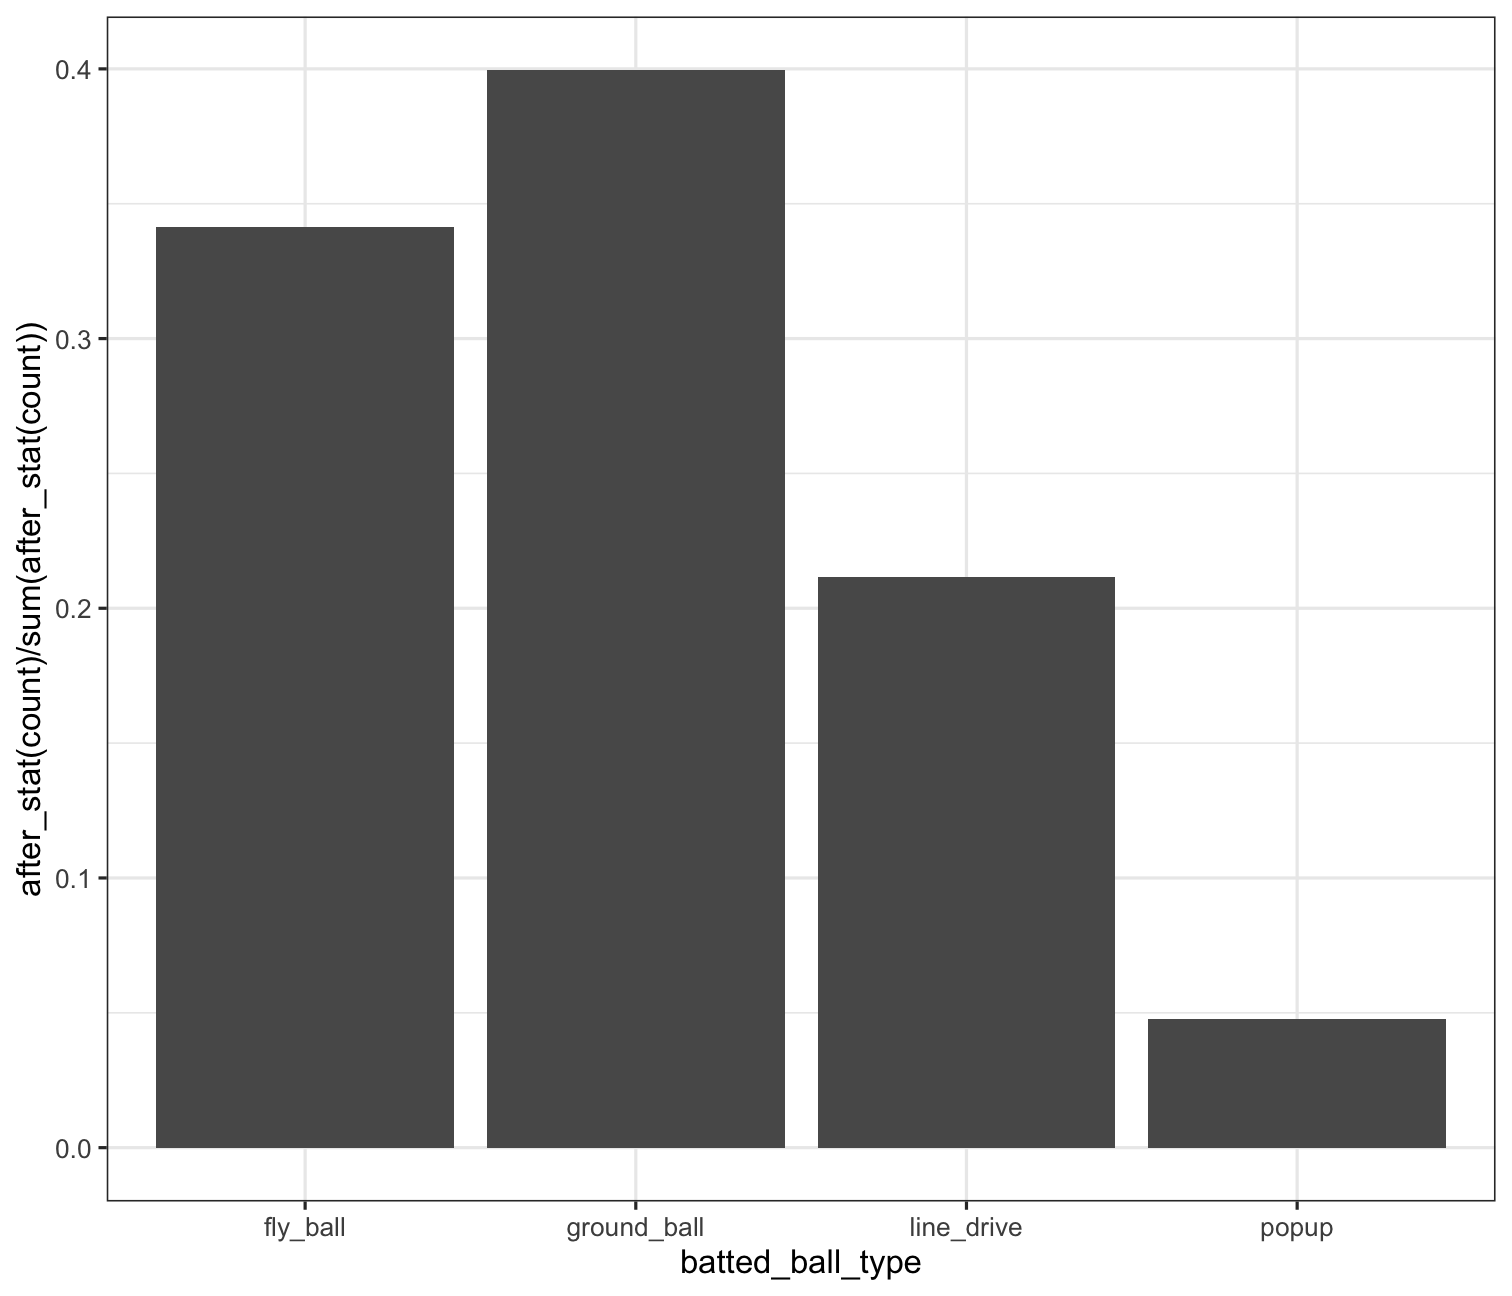 after_stat(count)/sum(after_stat(count))
0.4
0.3
0.2
0.1
0.0
fly_ball
ground_ball
line_drive
popup
batted_ball_type